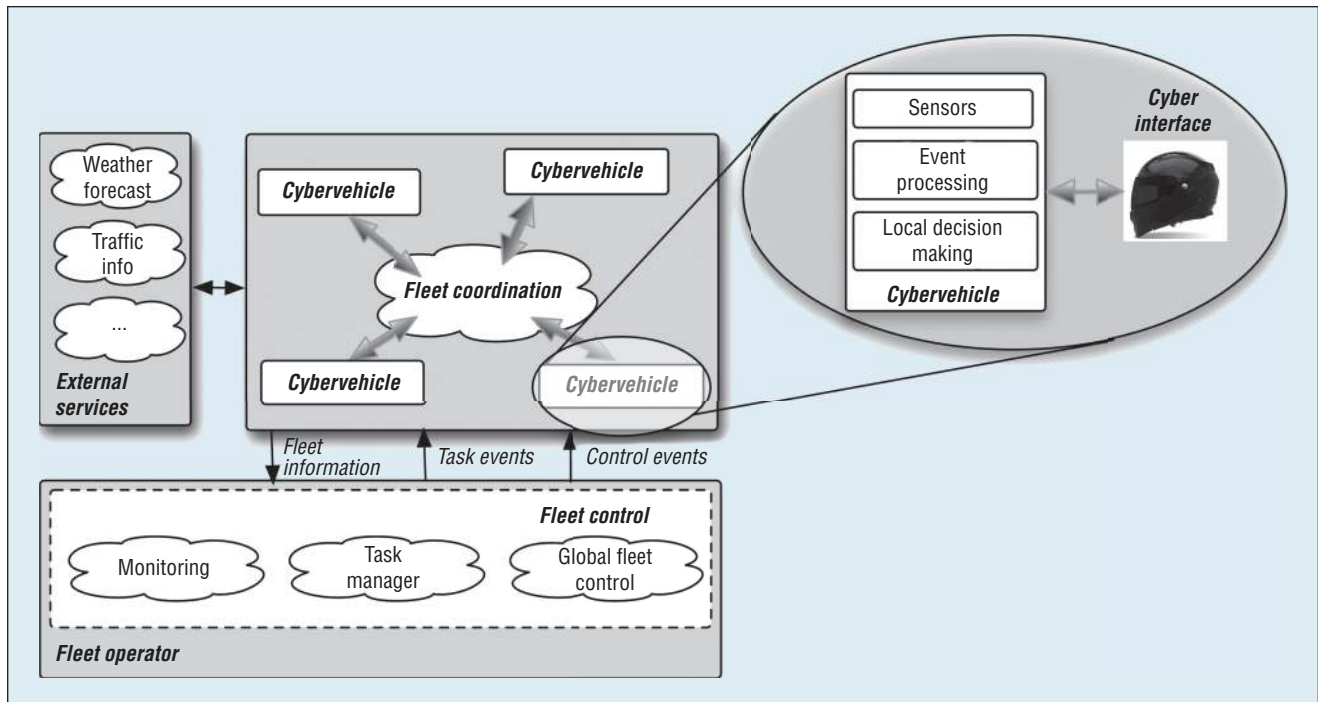 Weather
forecast
Traffic
info
...
External
services
Cybervehicle
Cybervehicle
Fleet coordination
Cybervehicle
Cybervehicle
Sensors
Event
processing
Local decision
making
Cybervehicle
Cyber
interface
Fleet
information
Task events
Control events
Fleet control
Monitoring
Task
manager
Global fleet
control
Fleet operator